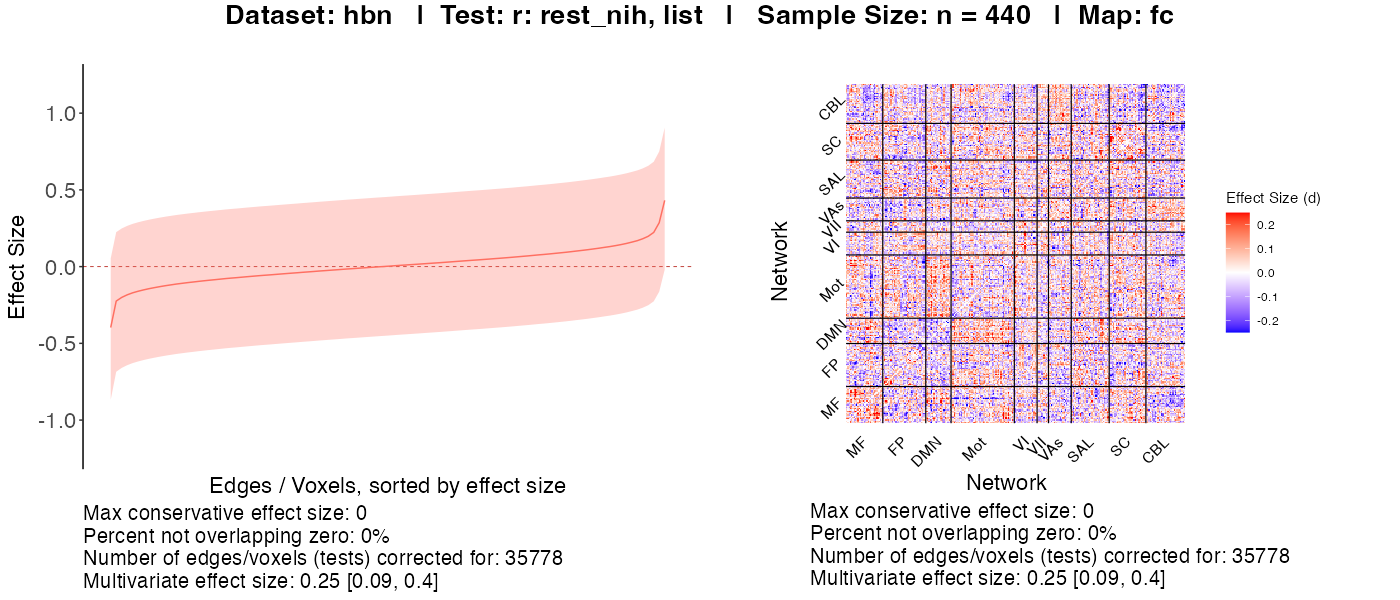 Dataset: hbn | Test: r: rest_nih, list | Sample Size: n = 440 | Map: fc
Effect Size
1.0
0.5
0.0
-0.5
-1.0
Edges / Voxels, sorted by effect size
Max conservative effect size: 0
Percent not overlapping zero: 0%
Number of edges/voxels (tests) corrected for: 35778
Multivariate effect size: 0.25 [0.09, 0.4]
Network
CBL
SC
SAL
VAs
VII
VI
Mot
DMN
FP
MF
MF FP DMN Mot VI VII VAs SAL SC CBL
Network
Effect Size (d)
0.2
0.1
0.0
-0.1
-0.2
Max conservative effect size: 0
Percent not overlapping zero: 0%
Number of edges/voxels (tests) corrected for: 35778
Multivariate effect size: 0.25 [0.09, 0.4]